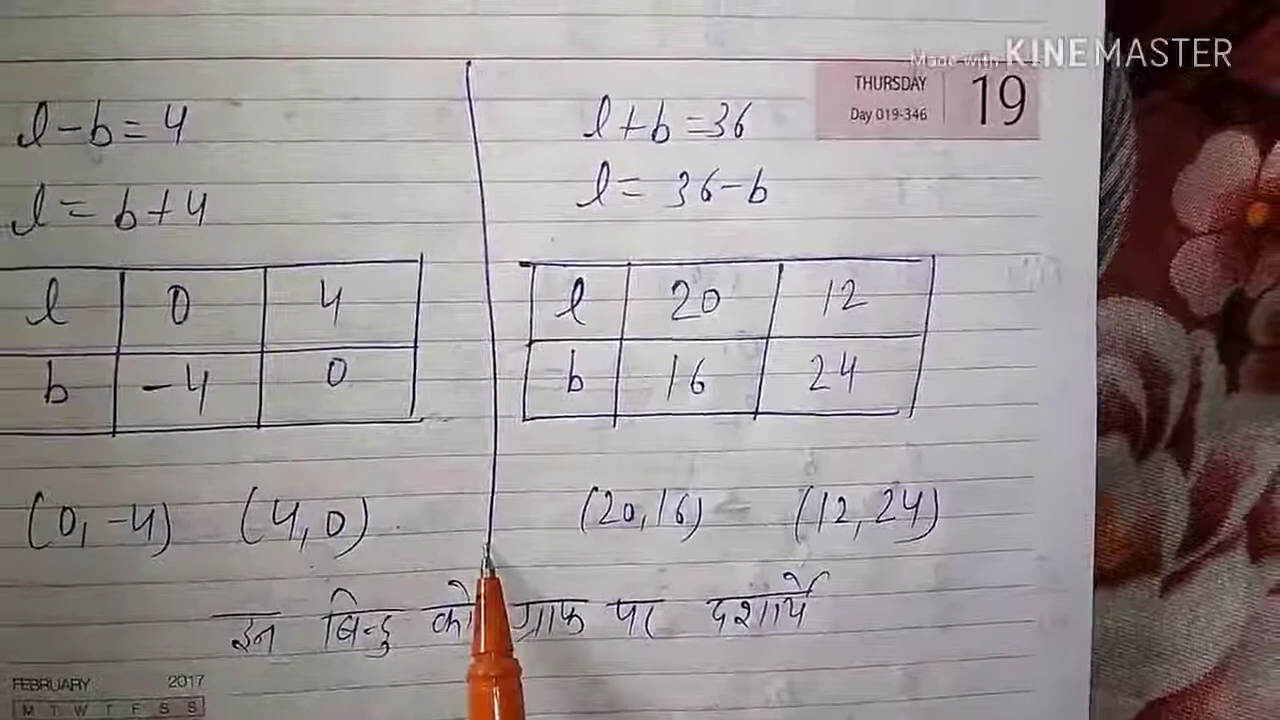 Made with KINEMASTER
THURSDAY 19
Day 019-346
l - b = 4
l = b + 4
l 0 4
b -4 0
(0, -4) (4, 0)
l + b = 36
l = 36 - b
l 20 12
b 16 24
(20, 16) (12, 24)
इन बिन्दु को ग्राफ पर दर्शाये
FEBRUARY 2017
M T W T F S S